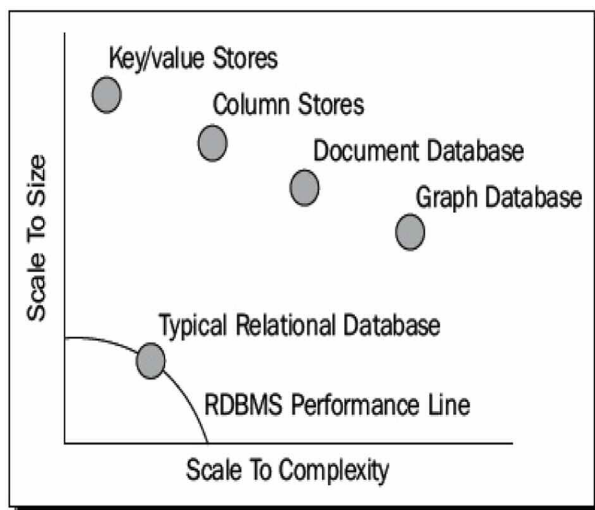 Key/value Stores
Column Stores
Document Database
Graph Database
Scale To Size
Typical Relational Database
RDBMS Performance Line
Scale To Complexity